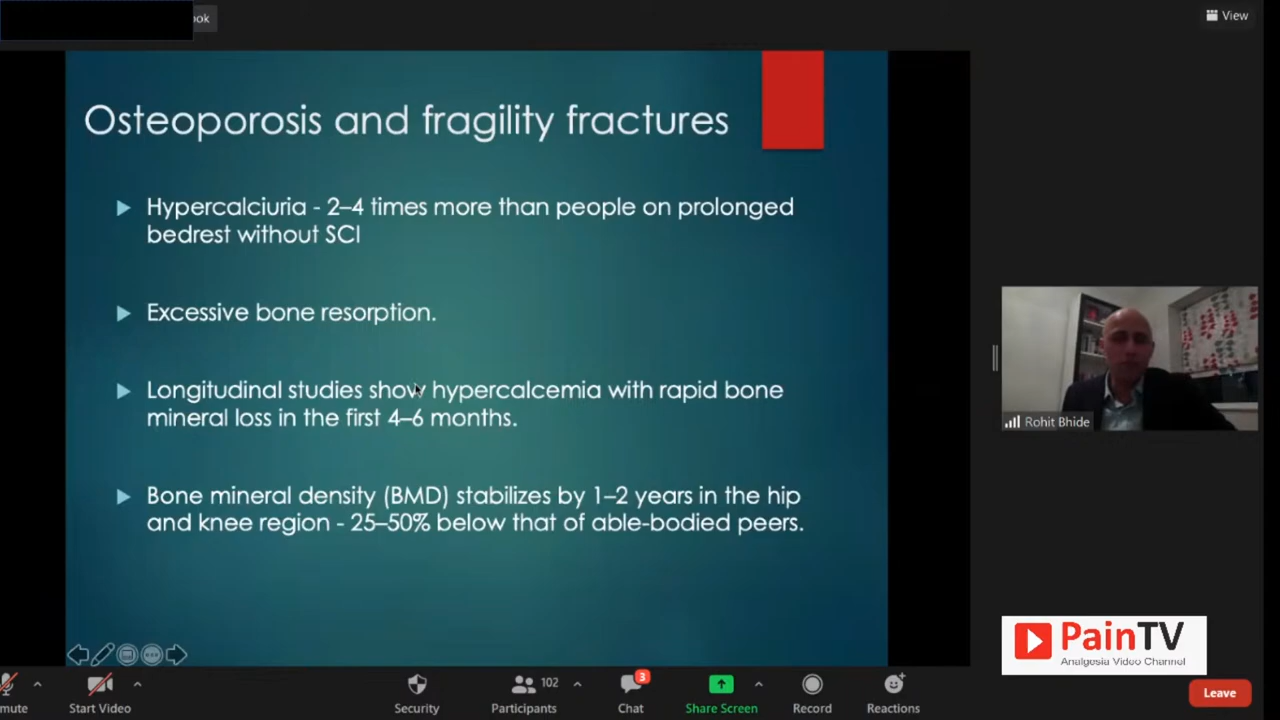 ook
View
Osteoporosis and fragility fractures
Hypercalciuria - 2–4 times more than people on prolonged
bedrest without SCI
Excessive bone resorption.
Longitudinal studies show hypercalcemia with rapid bone
mineral loss in the first 4–6 months.
Bone mineral density (BMD) stabilizes by 1–2 years in the hip
and knee region - 25–50% below that of able-bodied peers.
Rohit Bhide
PainTV
Analgesia Video Channel
mute
Start Video
Security
102
Participants
3
Chat
Share Screen
Record
Reactions
Leave